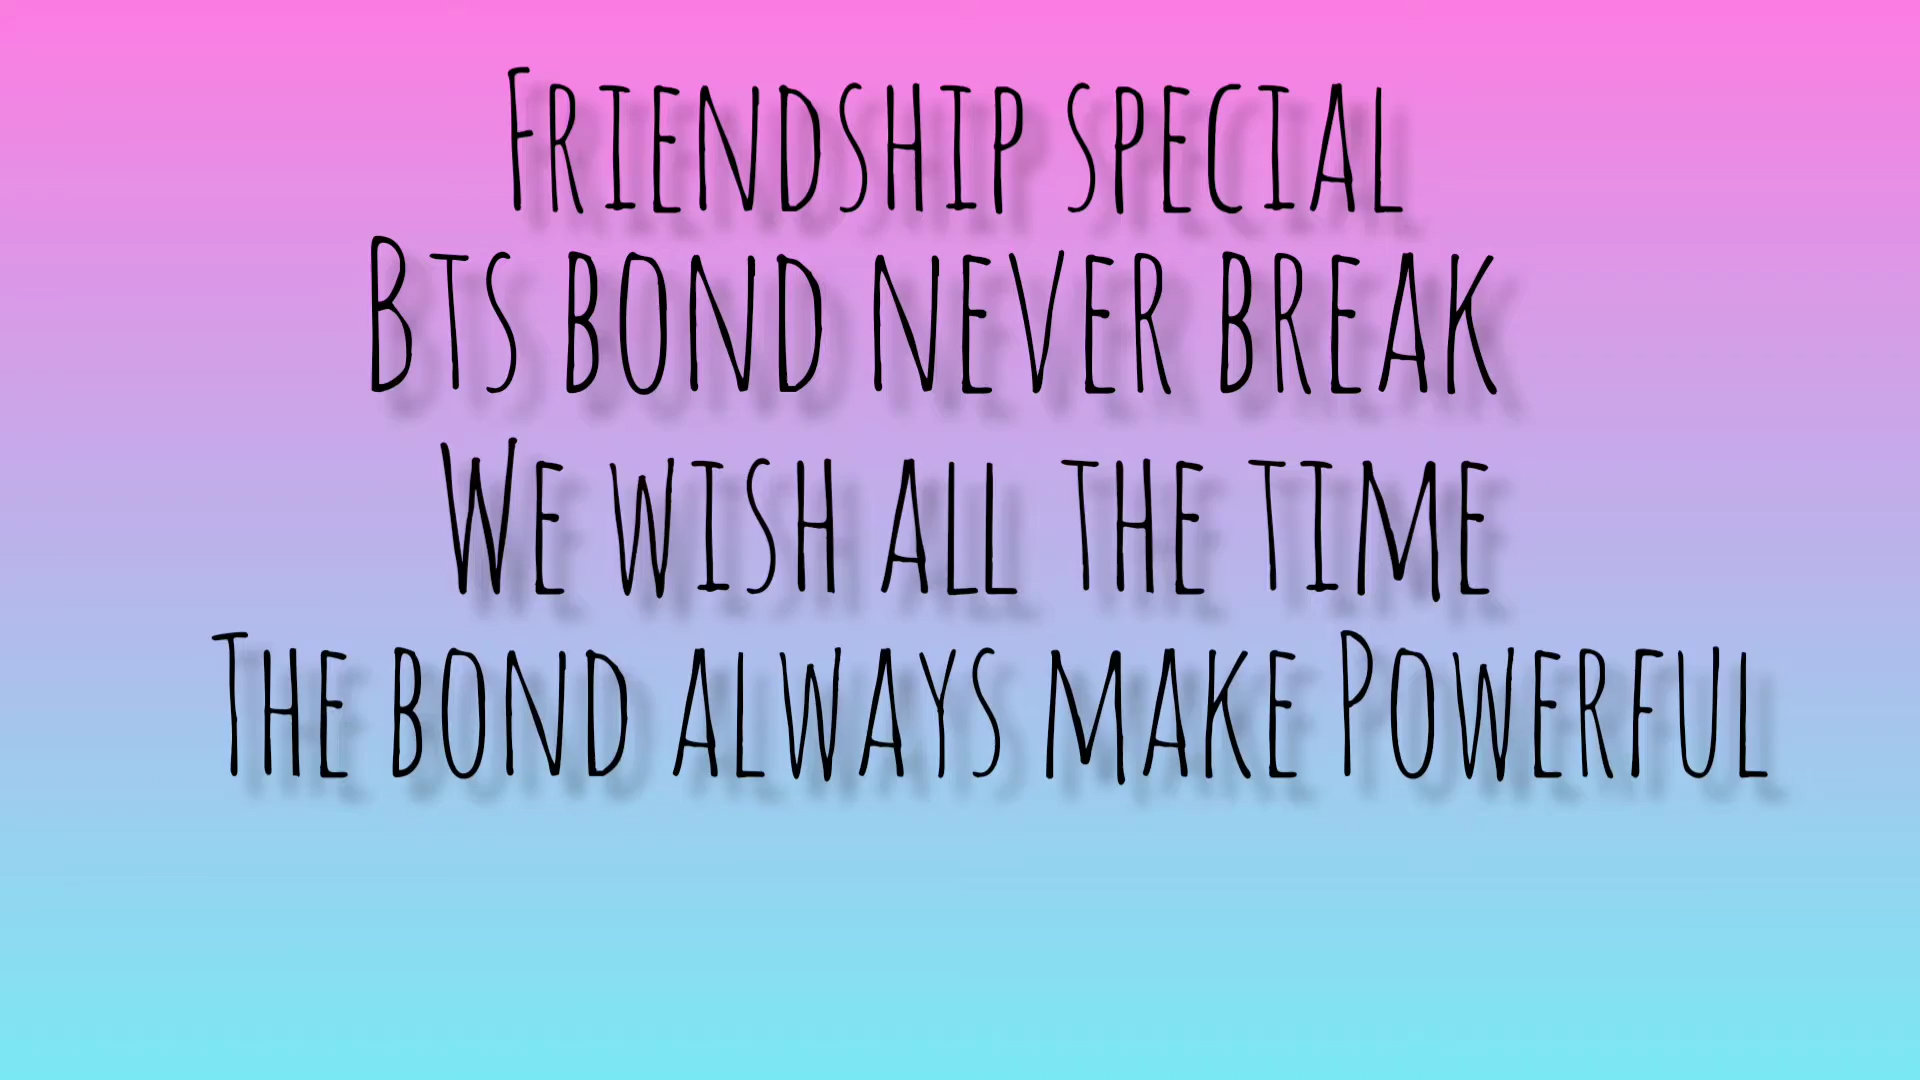 Friendship special
Bts bond never break
We wish all the time
The bond always make Powerful